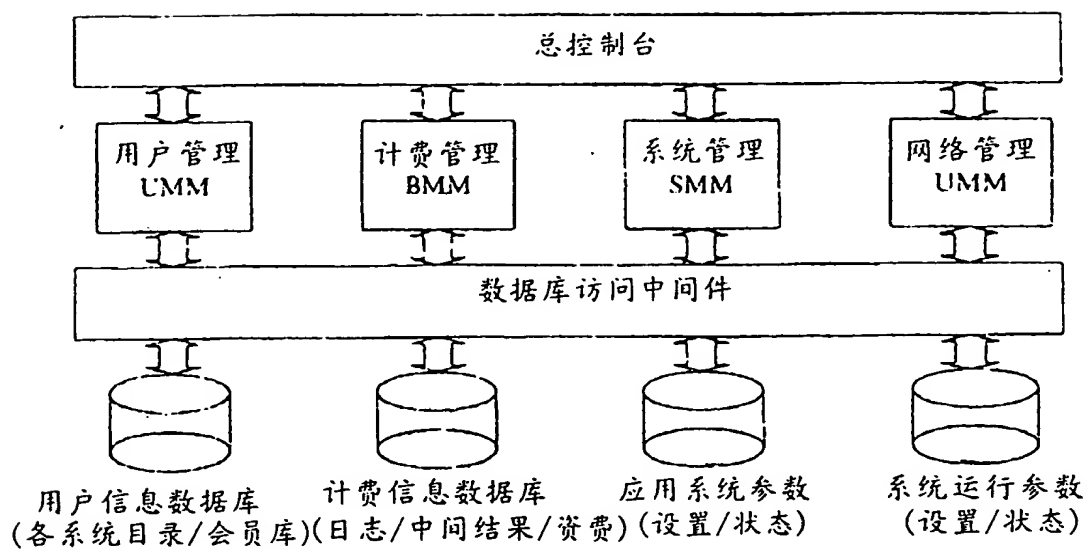 总控制台
用户管理
UMM
计费管理
BMM
系统管理
SMM
网络管理
UMM
数据库访问中间件
用户信息数据库
(各系统目录/会员库)
计费信息数据库
(日志/中间结果/资费)
应用系统参数
(设置/状态)
系统运行参数
(设置/状态)